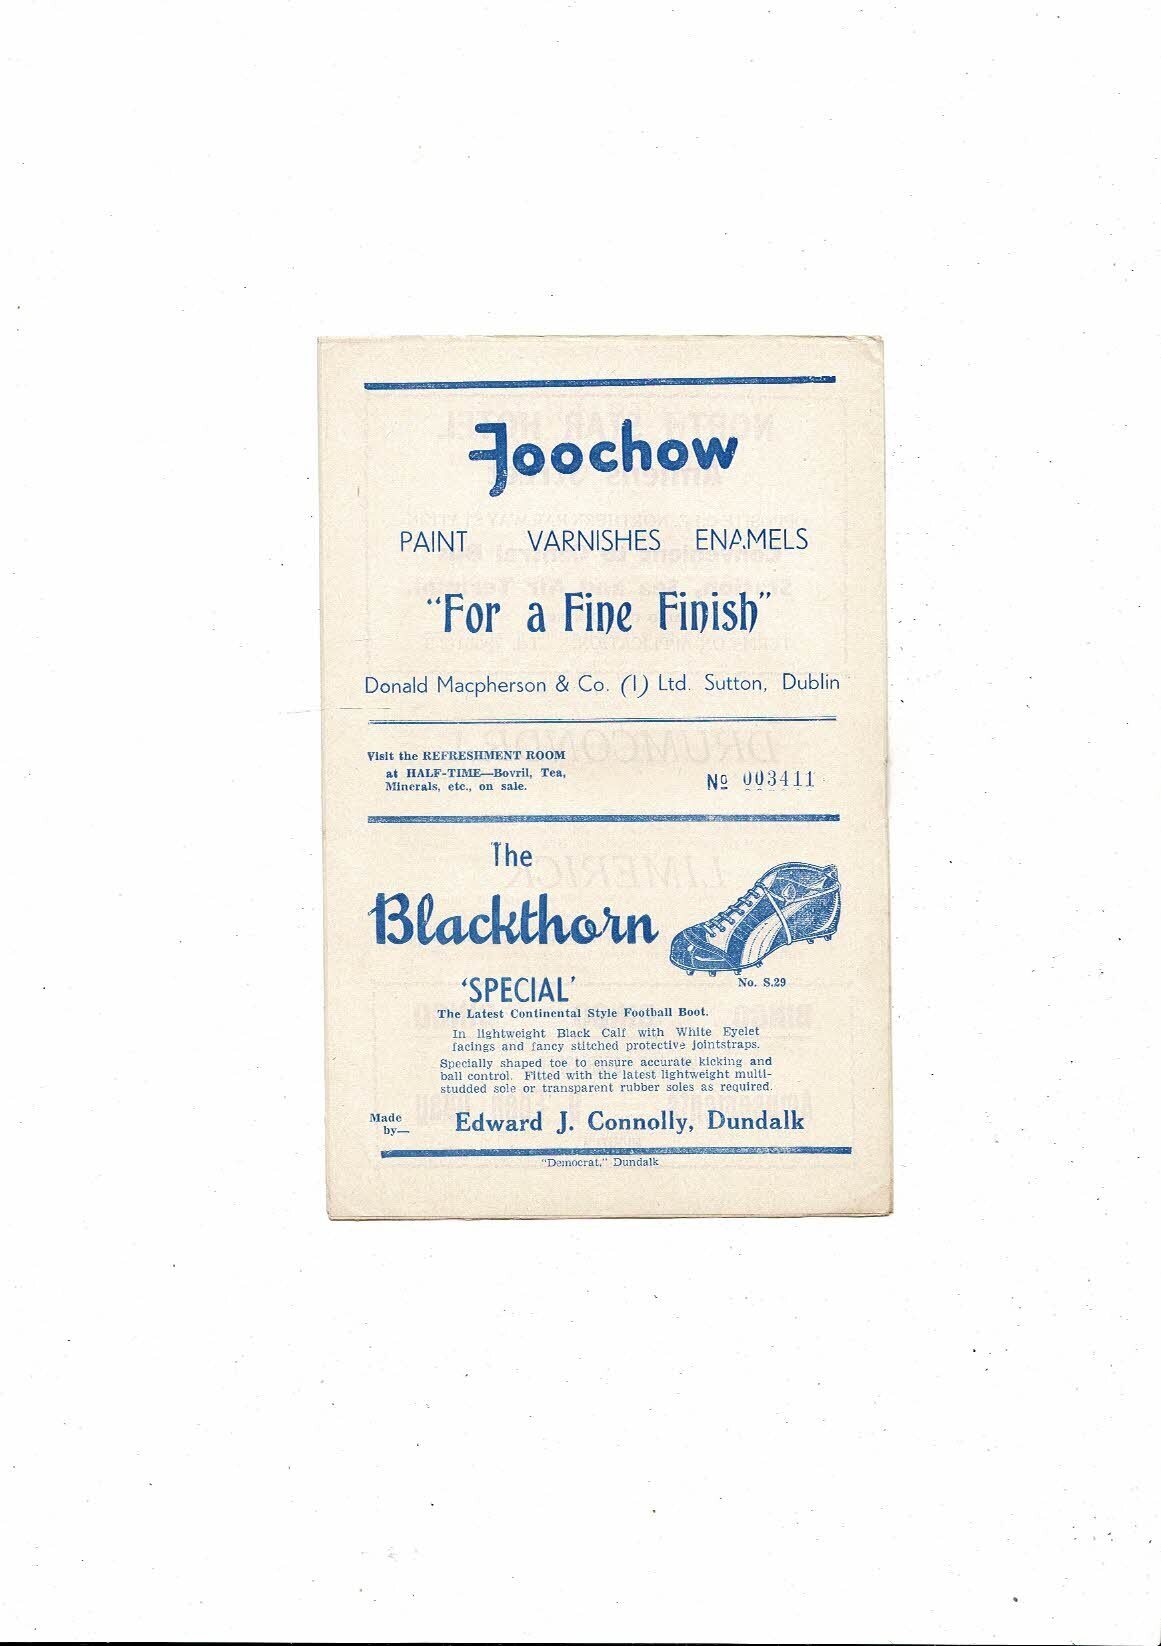 Foochow
PAINT VARNISHES ENAMELS
"For a Fine Finish"
Donald Macpherson & Co. (I) Ltd. Sutton, Dublin
Visit the REFRESHMENT ROOM
at HALF-TIME—Bovril, Tea,
Minerals, etc., on sale.
No 003411
The
Blackthorn
'SPECIAL'
No. S.29
The Latest Continental Style Football Boot.
In lightweight Black Calf with White Eyelet
facings and fancy stitched protective jointstraps.
Specially shaped toe to ensure accurate kicking and
ball control. Fitted with the latest lightweight multi-
studded sole or transparent rubber soles as required.
Made
by—
Edward J. Connolly, Dundalk
"Democrat," Dundalk